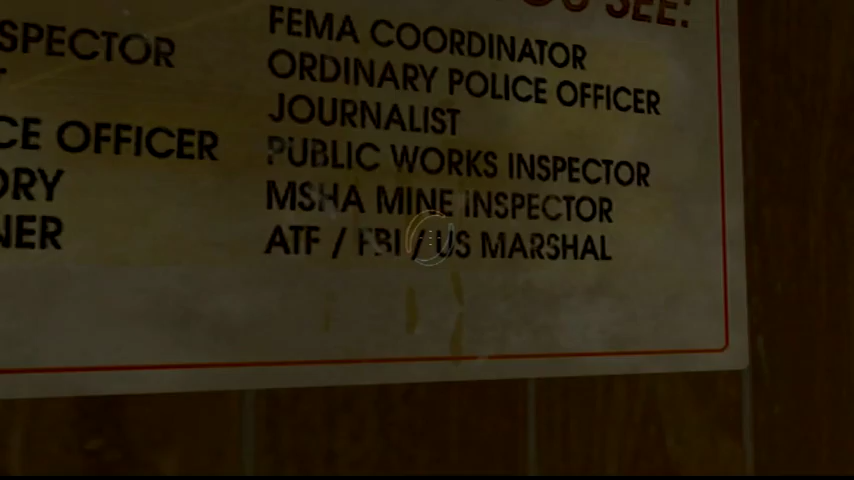 YOU SEE:
SPECTOR
T
CE OFFICER
ORY
NER
FEMA COORDINATOR
ORDINARY POLICE OFFICER
JOURNALIST
PUBLIC WORKS INSPECTOR
MSHA MINE INSPECTOR
ATF / FBI / US MARSHAL